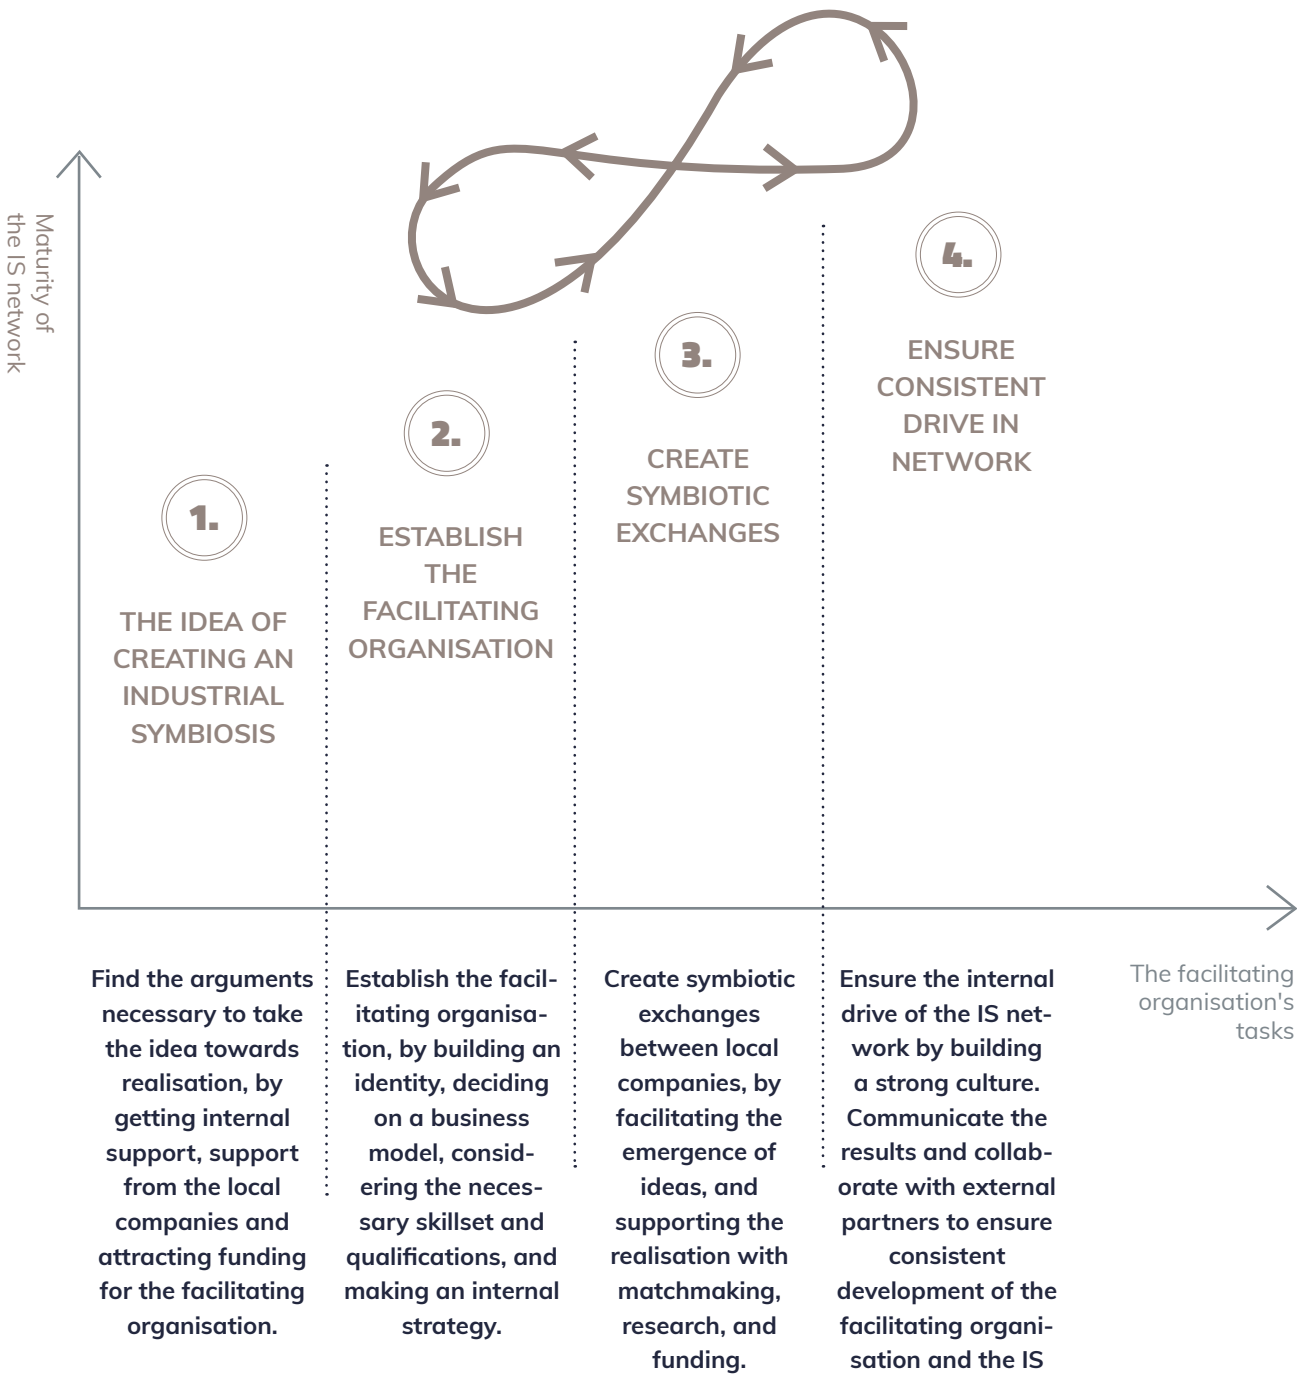 Maturity of
the IS network
1.
THE IDEA OF
CREATING AN
INDUSTRIAL
SYMBIOSIS
2.
ESTABLISH
THE
FACILITATING
ORGANISATION
3.
CREATE
SYMBIOTIC
EXCHANGES
4.
ENSURE
CONSISTENT
DRIVE IN
NETWORK
Find the arguments
necessary to take
the idea towards
realisation, by
getting internal
support, support
from the local
companies and
attracting funding
for the facilitating
organisation.
Establish the facil-
itating organisa-
tion, by building an
identity, deciding
on a business
model, consid-
ering the neces-
sary skillset and
qualifications, and
making an internal
strategy.
Create symbiotic
exchanges
between local
companies, by
facilitating the
emergence of
ideas, and
supporting the
realisation with
matchmaking,
research, and
funding.
Ensure the internal
drive of the IS net-
work by building
a strong culture.
Communicate the
results and collab-
orate with external
partners to ensure
consistent
development of the
facilitating organi-
sation and the IS
The facilitating
organisation's
tasks